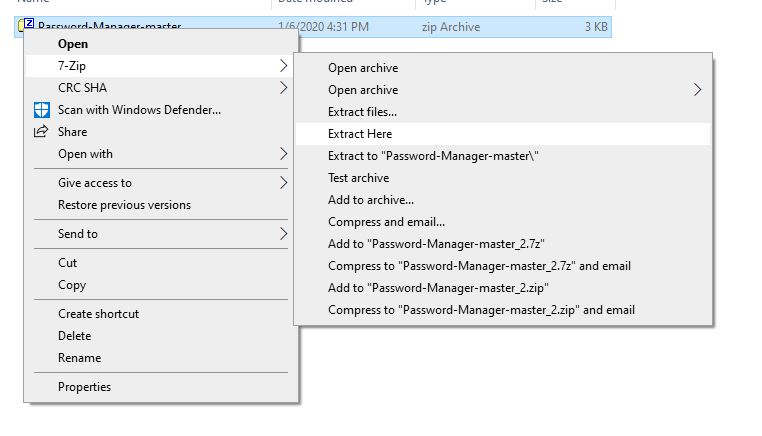 Name Date modified Type Size
Password-Manager-master 1/6/2020 4:31 PM zip Archive 3 KB
Open
7-Zip
CRC SHA
Scan with Windows Defender...
Share
Open with
Give access to
Restore previous versions
Send to
Cut
Copy
Create shortcut
Delete
Rename
Properties
Open archive
Open archive
Extract files...
Extract Here
Extract to "Password-Manager-master\"
Test archive
Add to archive...
Compress and email...
Add to "Password-Manager-master_2.7z"
Compress to "Password-Manager-master_2.7z" and email
Add to "Password-Manager-master_2.zip"
Compress to "Password-Manager-master_2.zip" and email